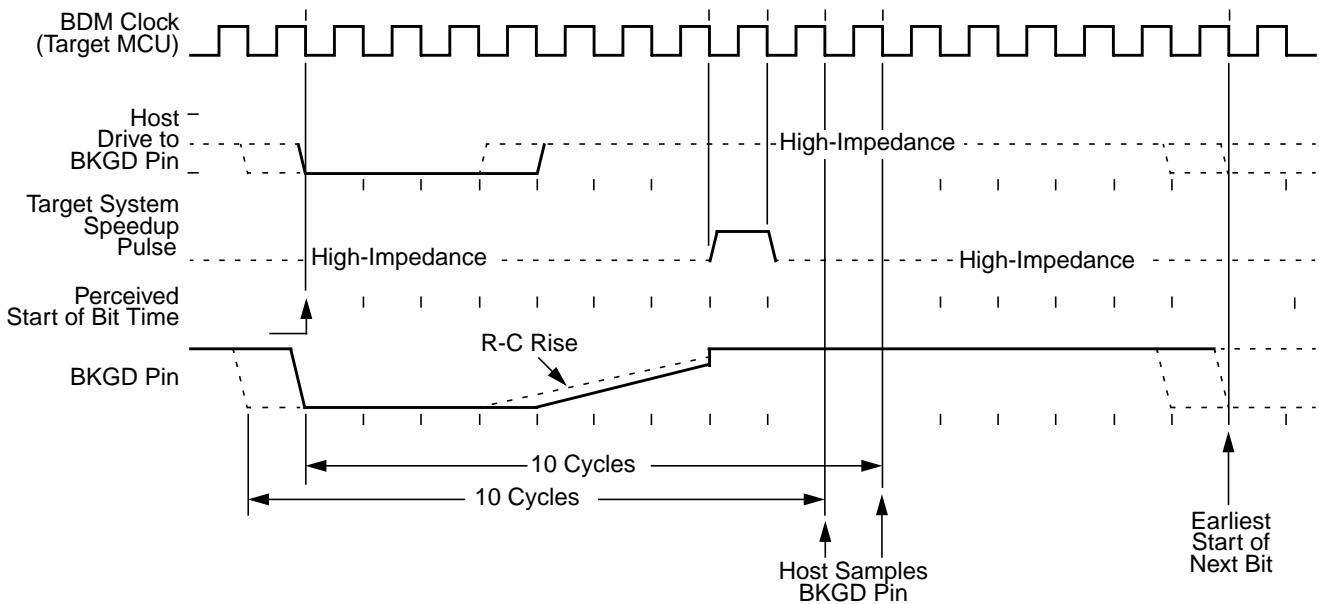 BDM Clock
(Target MCU)
Host
Drive to
BKGD Pin
High-Impedance
Target System
Speedup
Pulse
High-Impedance
High-Impedance
Perceived
Start of Bit Time
R-C Rise
BKGD Pin
10 Cycles
10 Cycles
Host Samples
BKGD Pin
Earliest
Start of
Next Bit